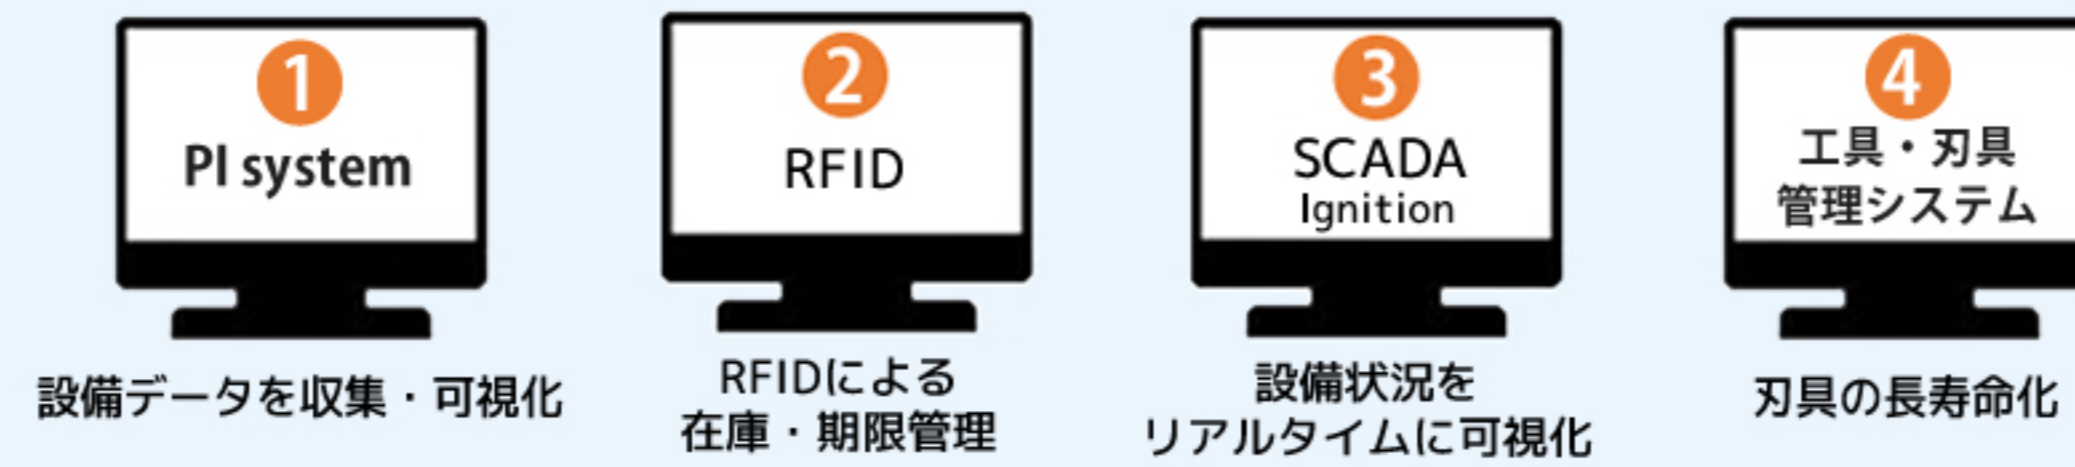 1
PI system
設備データを収集・可視化
2
RFID
RFIDによる
在庫・期限管理
3
SCADA
Ignition
設備状況を
リアルタイムに可視化
4
工具・刃具
管理システム
刃具の長寿命化